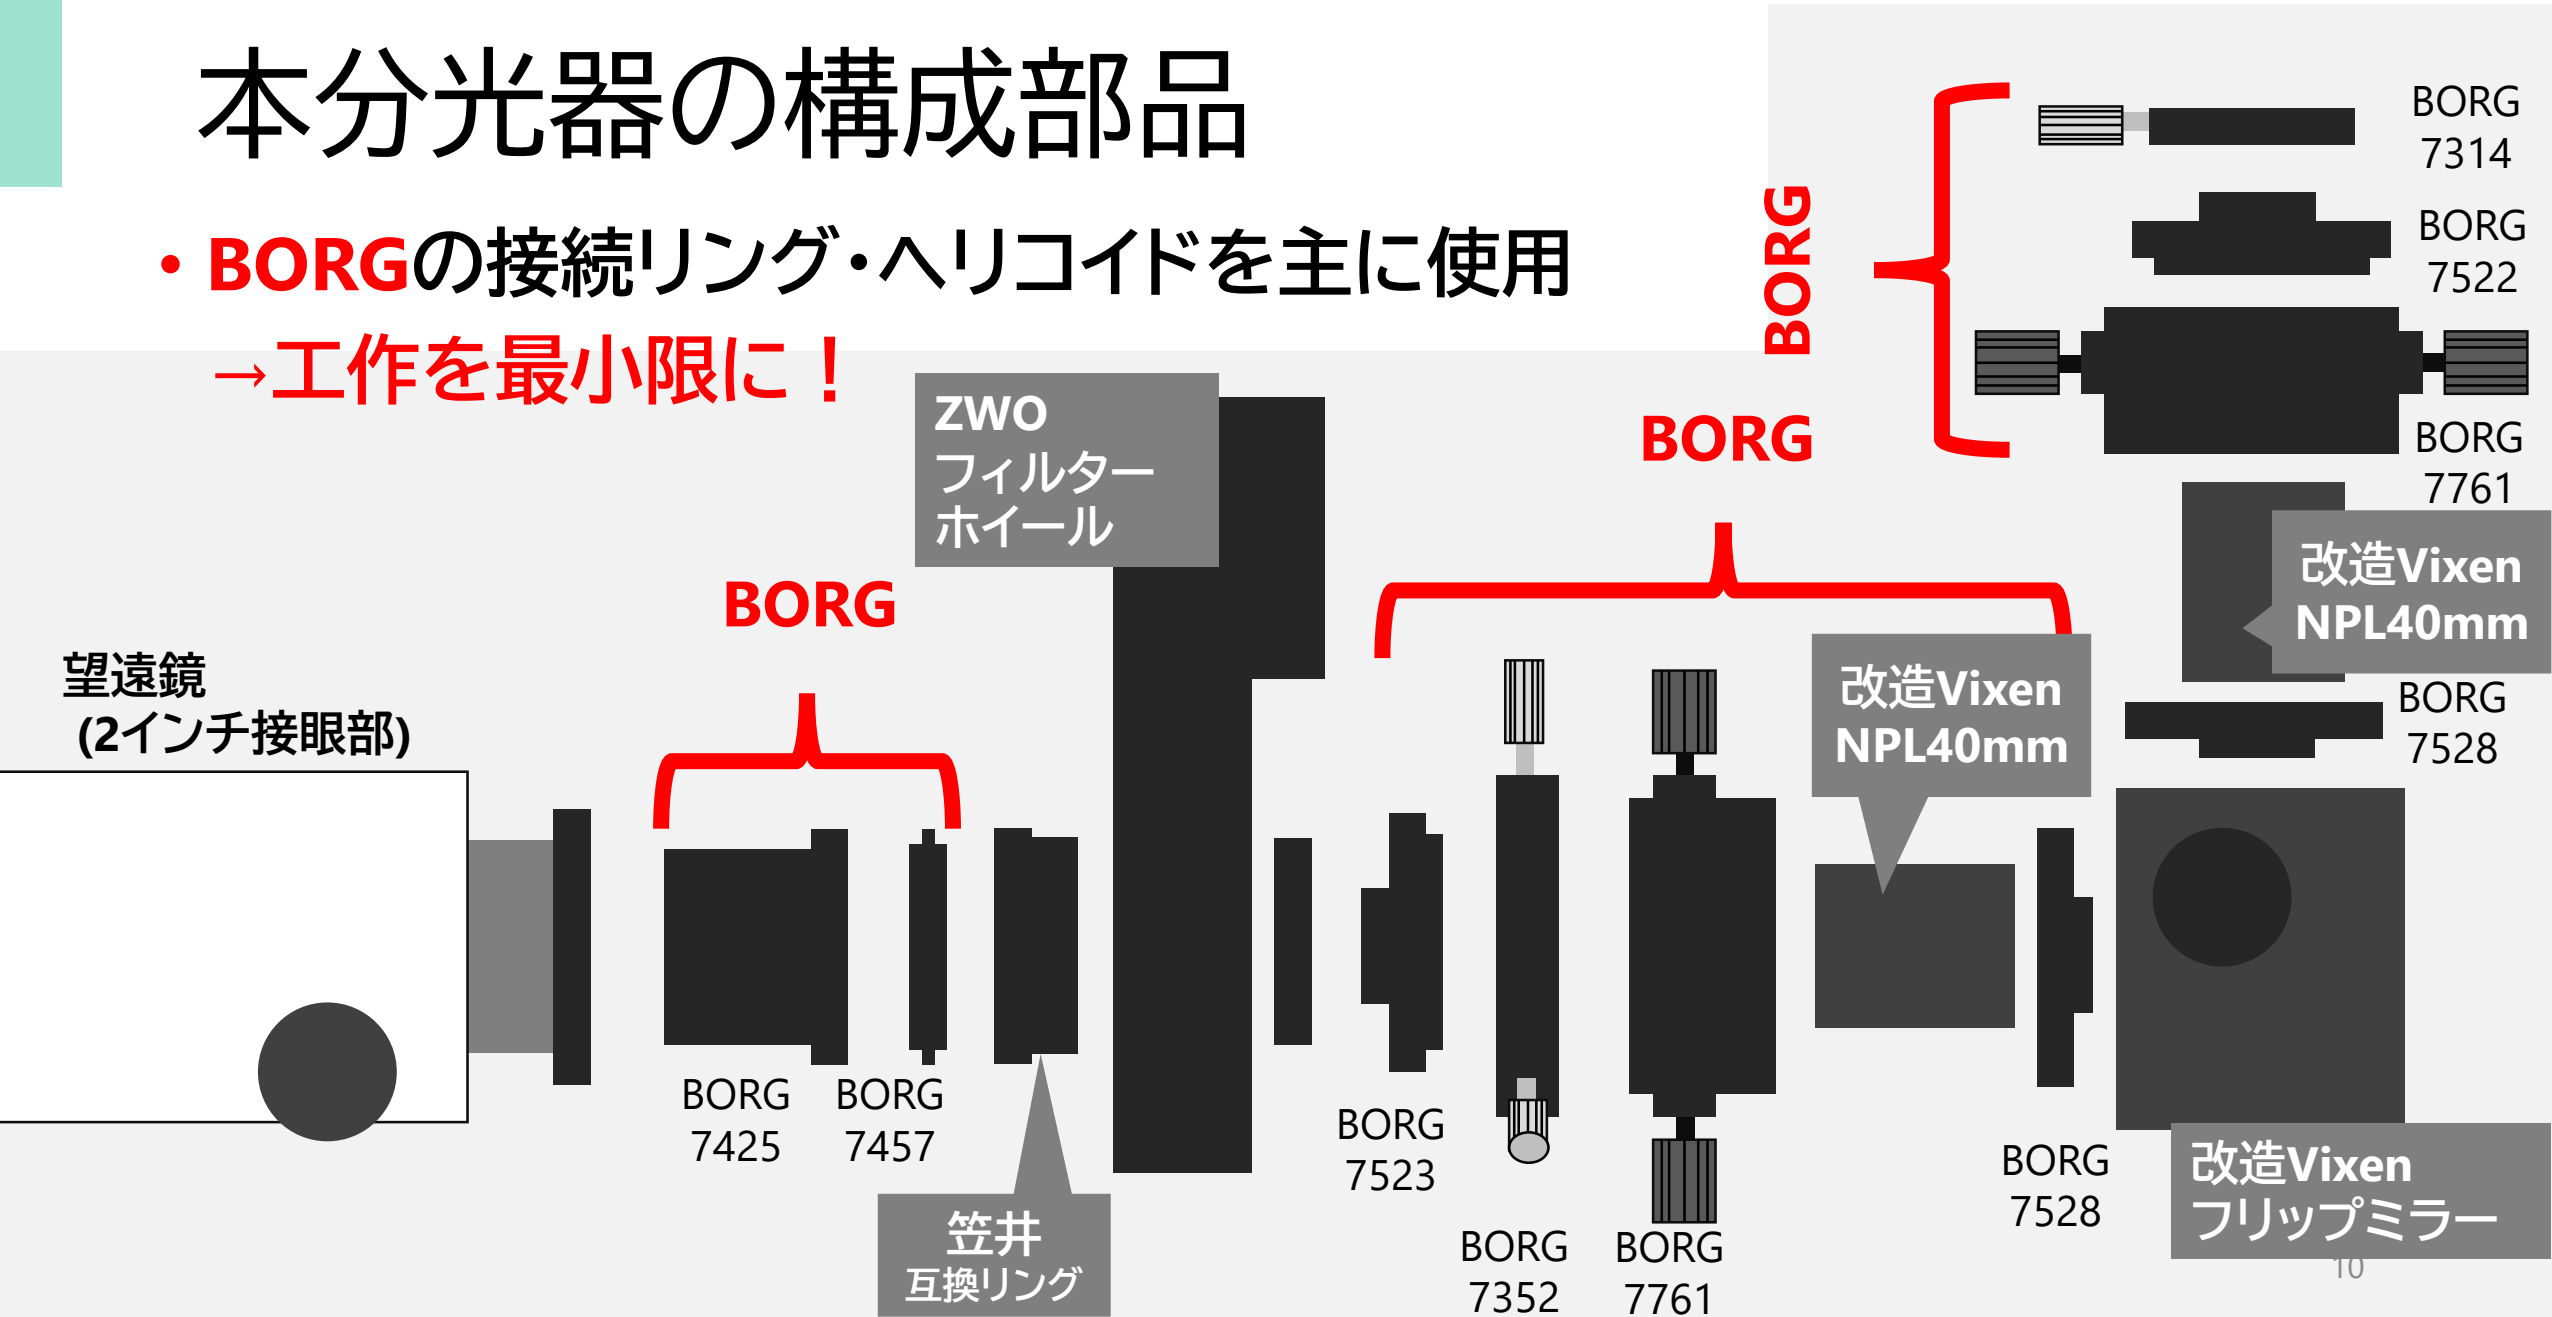 本分光器の構成部品
• BORGの接続リング・ヘリコイドを主に使用
→工作を最小限に！
BORG
7314
BORG
7522
BORG
BORG
7761
ZWO
フィルター
ホイール
BORG
改造Vixen
NPL40mm
BORG
望遠鏡
(2インチ接眼部)
改造Vixen
NPL40mm
BORG
7528
BORG
7425
BORG
7457
笠井
互換リング
BORG
7523
BORG
7352
BORG
7761
BORG
7528
改造Vixen
フリップミラー
10